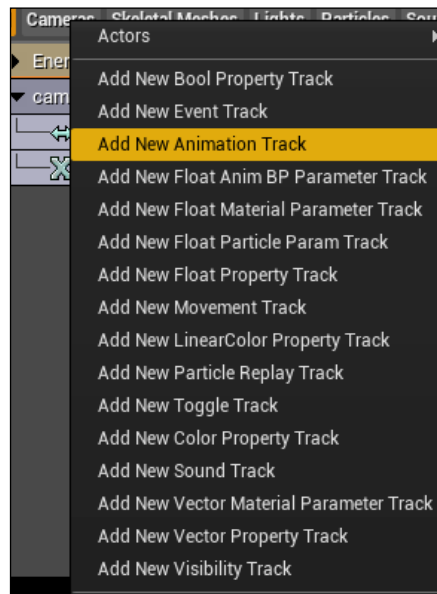 Cameras Skeletal Meshes Lights Particles Sou
Actors
Ener
Add New Bool Property Track
cam
Add New Event Track
Add New Animation Track
Add New Float Anim BP Parameter Track
Add New Float Material Parameter Track
Add New Float Particle Param Track
Add New Float Property Track
Add New Movement Track
Add New LinearColor Property Track
Add New Particle Replay Track
Add New Toggle Track
Add New Color Property Track
Add New Sound Track
Add New Vector Material Parameter Track
Add New Vector Property Track
Add New Visibility Track